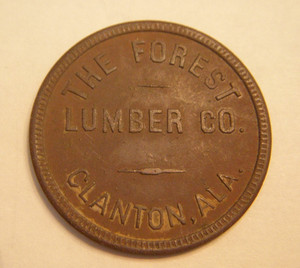 THE FOREST
LUMBER CO.
CLANTON, ALA.